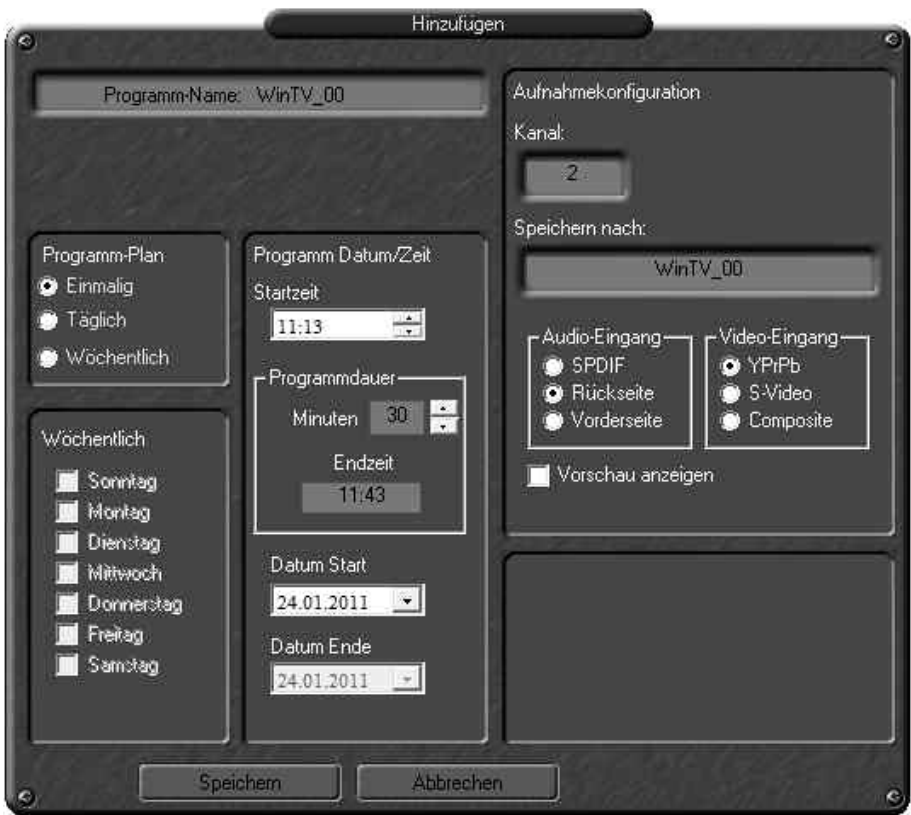 Hinzufügen
Programm-Name: WinTV_00
Programm-Plan
Einmalig
Täglich
Wöchentlich
Wöchentlich
Sonntag
Montag
Dienstag
Mittwoch
Donnerstag
Freitag
Samstag
Programm Datum/Zeit
Startzeit
11:13
Programmdauer
Minuten 30
Endzeit
11:43
Datum Start
24.01.2011
Datum Ende
24.01.2011
Aufnahmekonfiguration
Kanal:
2
Speichern nach:
WinTV_00
Audio-Eingang
SPDIF
Rückseite
Vorderseite
Video-Eingang
YPrPb
S-Video
Composite
Vorschau anzeigen
Speichern
Abbrechen